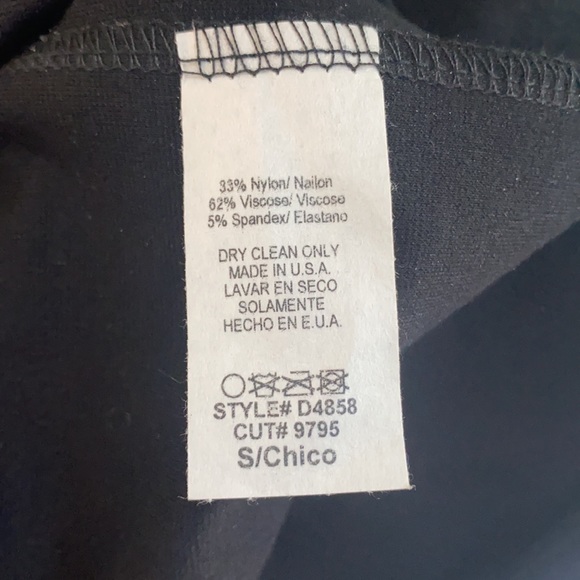 33% Nylon/ Nailon
62% Viscose/ Viscose
5% Spandex/ Elastano
DRY CLEAN ONLY
MADE IN U.S.A.
LAVAR EN SECO
SOLAMENTE
HECHO EN E.U.A.
STYLE# D4858
CUT# 9795
S/Chico